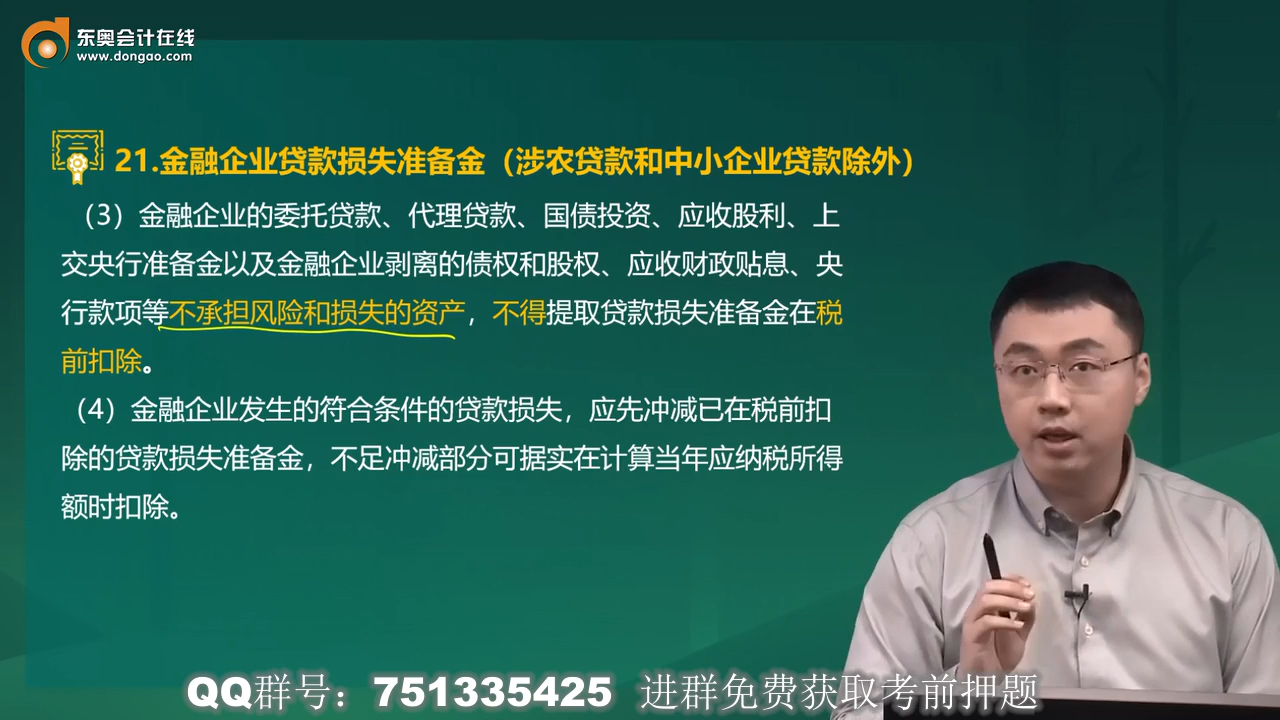 东奥会计在线
www.dongao.com
21.金融企业贷款损失准备金（涉农贷款和中小企业贷款除外）
（3）金融企业的委托贷款、代理贷款、国债投资、应收股利、上
交央行准备金以及金融企业剥离的债权和股权、应收财政贴息、央
行款项等不承担风险和损失的资产，不得提取贷款损失准备金在税
前扣除。
（4）金融企业发生的符合条件的贷款损失，应先冲减已在税前扣
除的贷款损失准备金，不足冲减部分可据实在计算当年应纳税所得
额时扣除。
QQ群号：751335425 进群免费获取考前押题